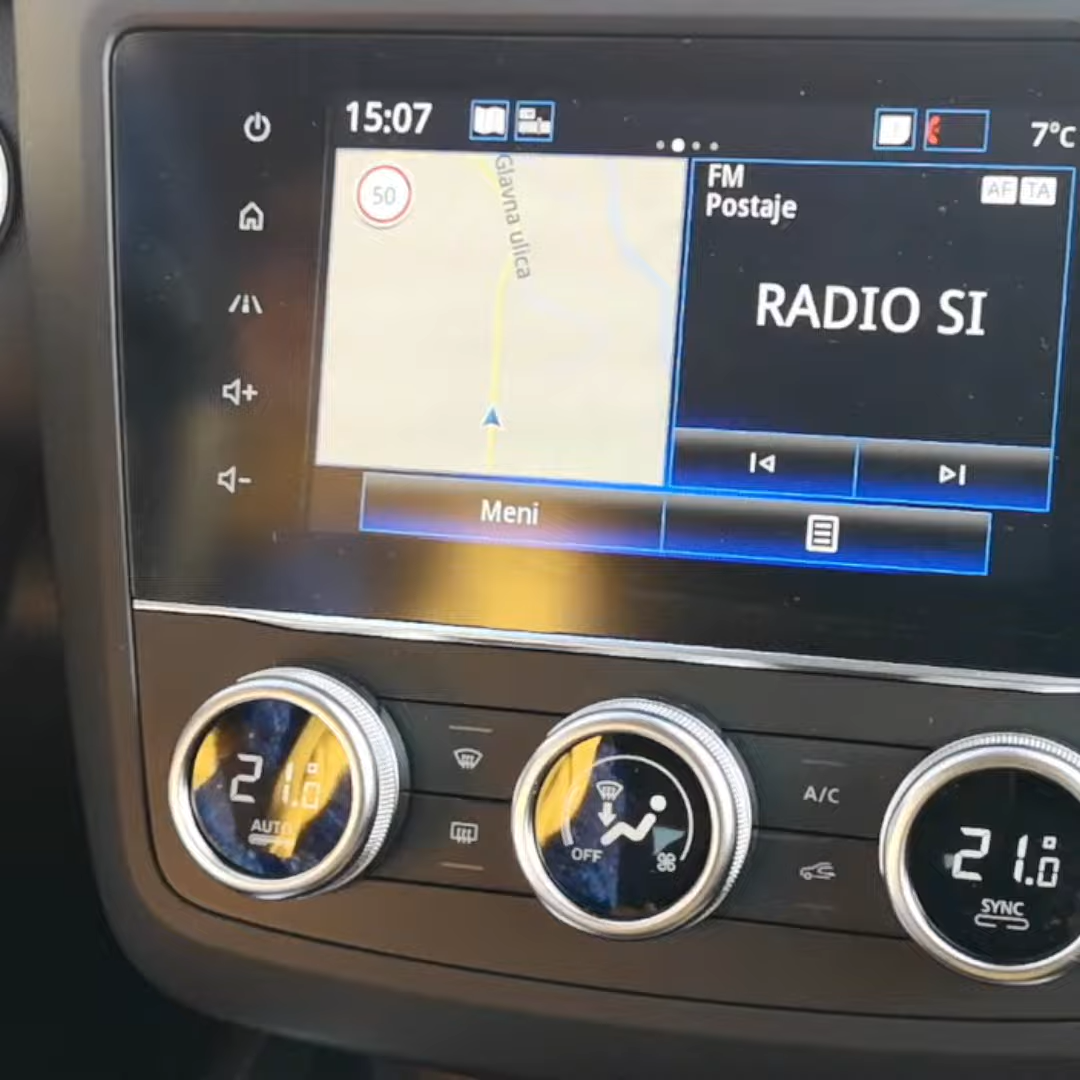 15:07
7°C
50
Glavna ulica
FM
Postaje
AF TA
RADIO SI
Meni
21.0°
AUTO
OFF
A/C
21.0°
SYNC